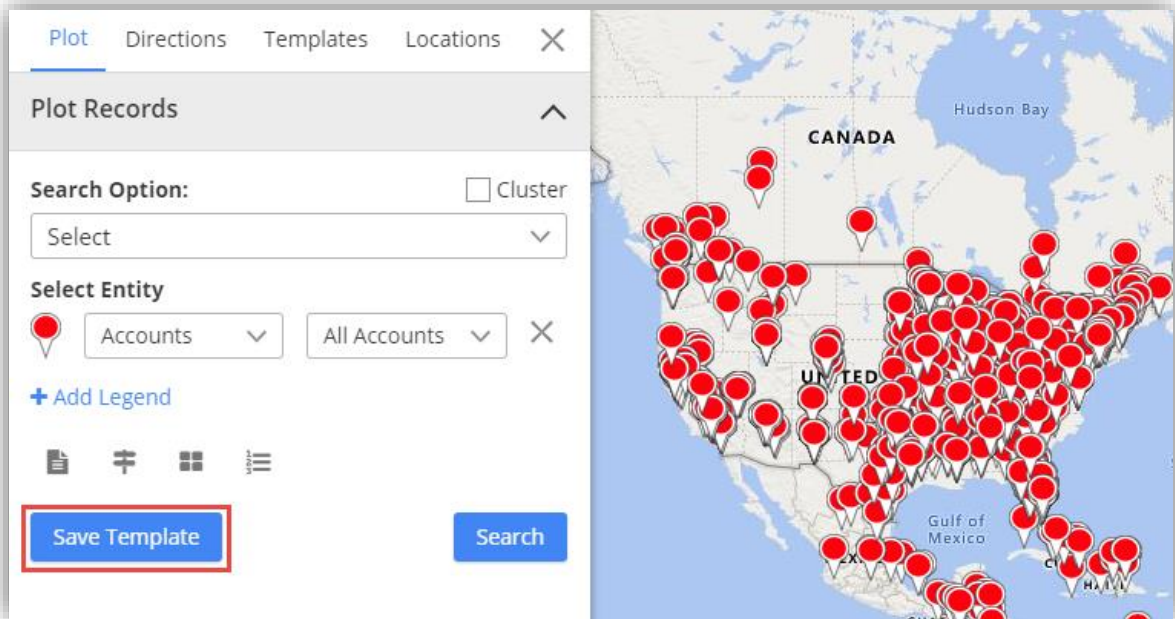 Plot Directions Templates Locations
Plot Records
Search Option: Cluster
Select
Select Entity
Accounts All Accounts
+ Add Legend
Save Template Search
Hudson Bay
CANADA
UNITED
Gulf of
Mexico